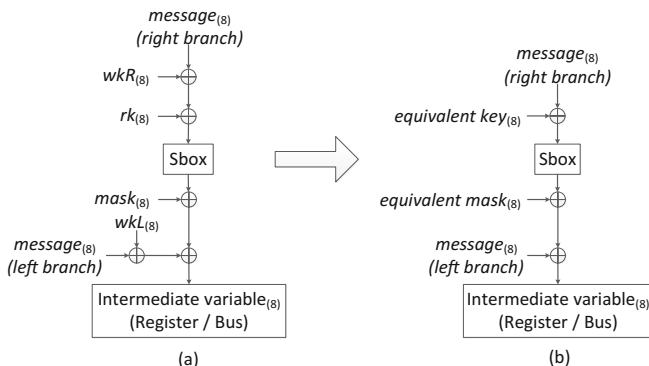 message(8)
(right branch)
wkR(8)
rk(8)
Sbox
mask(8)
wkL(8)
message(8)
(left branch)
Intermediate variable(8)
(Register / Bus)
(a)
message(8)
(right branch)
equivalent key(8)
Sbox
equivalent mask(8)
message(8)
(left branch)
Intermediate variable(8)
(Register / Bus)
(b)